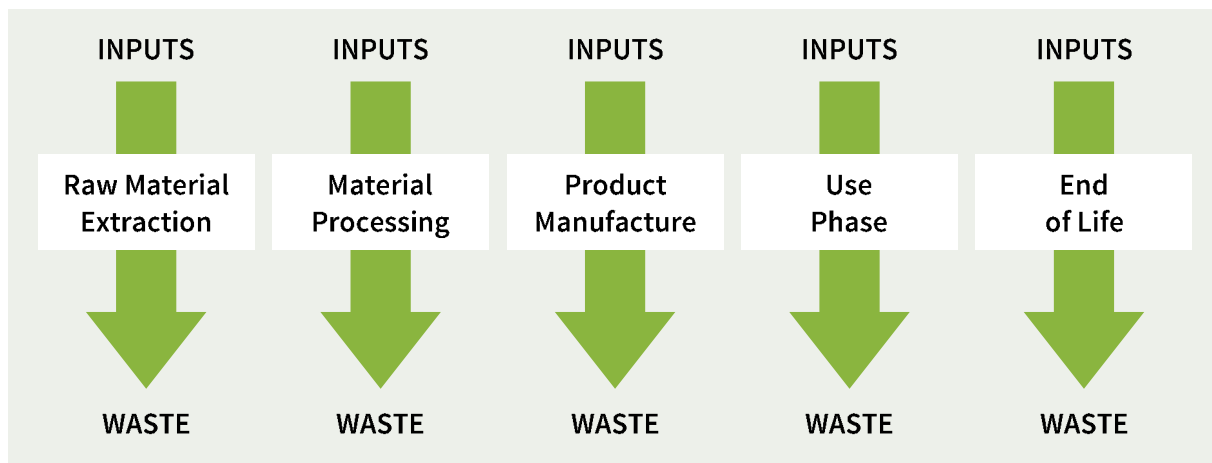 INPUTS INPUTS INPUTS INPUTS INPUTS
Raw Material
Extraction
Material
Processing
Product
Manufacture
Use
Phase
End
of Life
WASTE WASTE WASTE WASTE WASTE